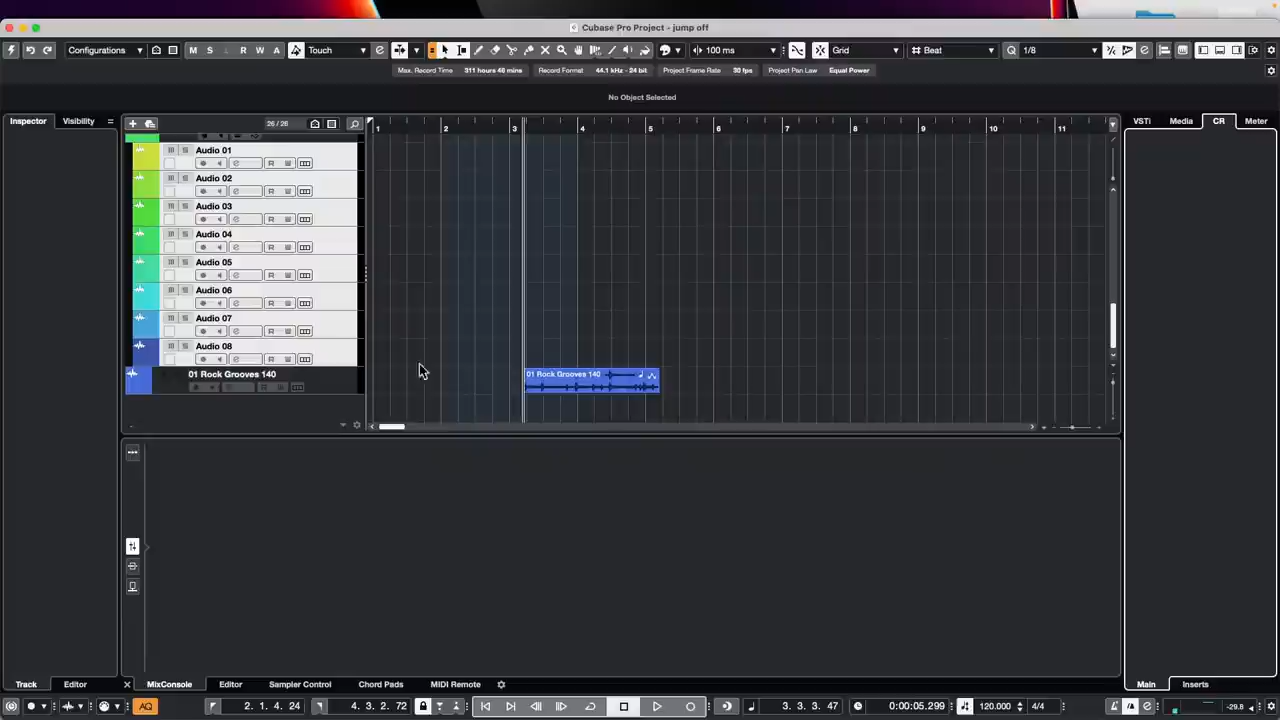 Cubase Pro Project - jump off
Configurations M S L R W A Touch 100 ms Grid Beat 1/8
Max. Record Time 311 hours 48 mins Record Format 44.1 kHz - 24 bit Project Frame Rate 30 fps Project Pan Law Equal Power
No Object Selected
Inspector Visibility 26 / 26 1 2 3 4 5 6 7 8 9 10 11 VSTi Media CR Meter
Audio 01
Audio 02
Audio 03
Audio 04
Audio 05
Audio 06
Audio 07
Audio 08
01 Rock Grooves 140 01 Rock Grooves 140
Track Editor MixConsole Editor Sampler Control Chord Pads MIDI Remote Main Inserts
AQ 2. 1. 4. 24 4. 3. 2. 72 3. 3. 3. 47 0:00:05.299 120.000 4/4 -29.8